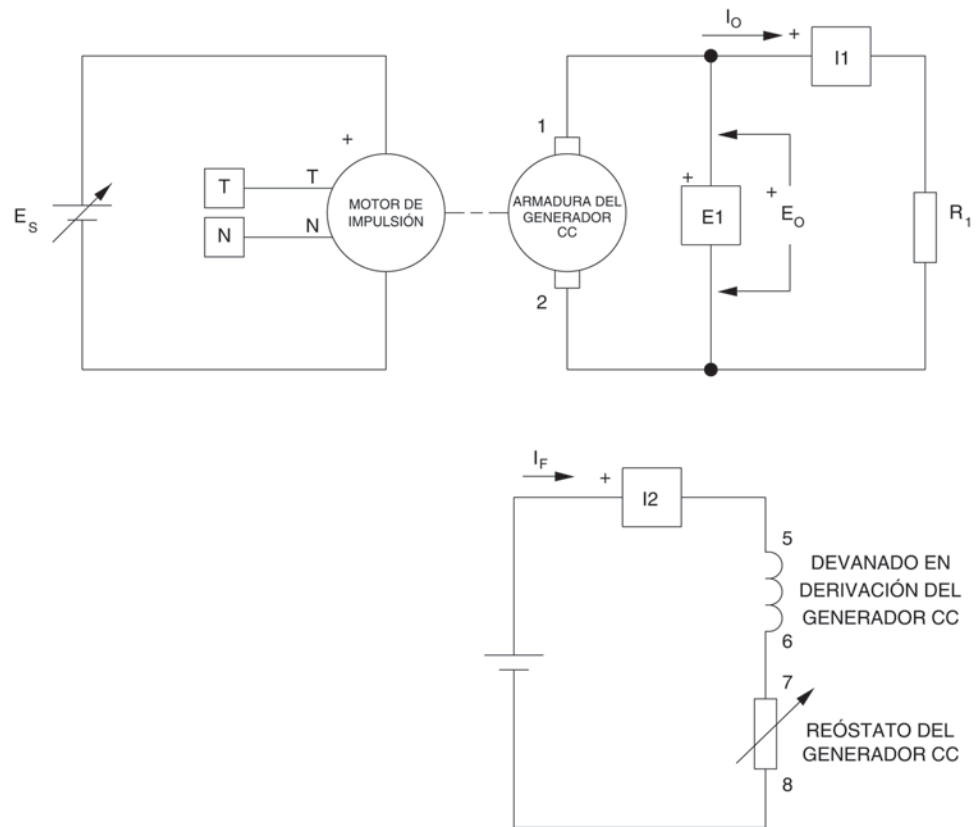 I_O
+
I1
+
1
T
T
N
N
MOTOR DE
IMPULSIÓN
ARMADURA DEL
GENERADOR
CC
E_S
+
E1
+
E_O
R_1
2
I_F
+
I2
5
DEVANADO EN
DERIVACIÓN DEL
GENERADOR CC
6
7
REÓSTATO DEL
GENERADOR CC
8